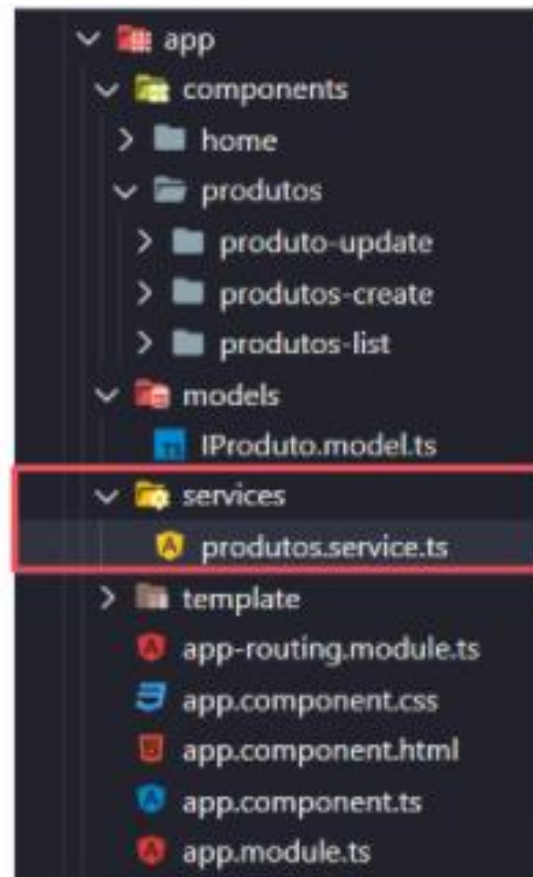 app
components
home
produtos
produto-update
produtos-create
produtos-list
models
IProduto.model.ts
services
produtos.service.ts
template
app-routing.module.ts
app.component.css
app.component.html
app.component.ts
app.module.ts